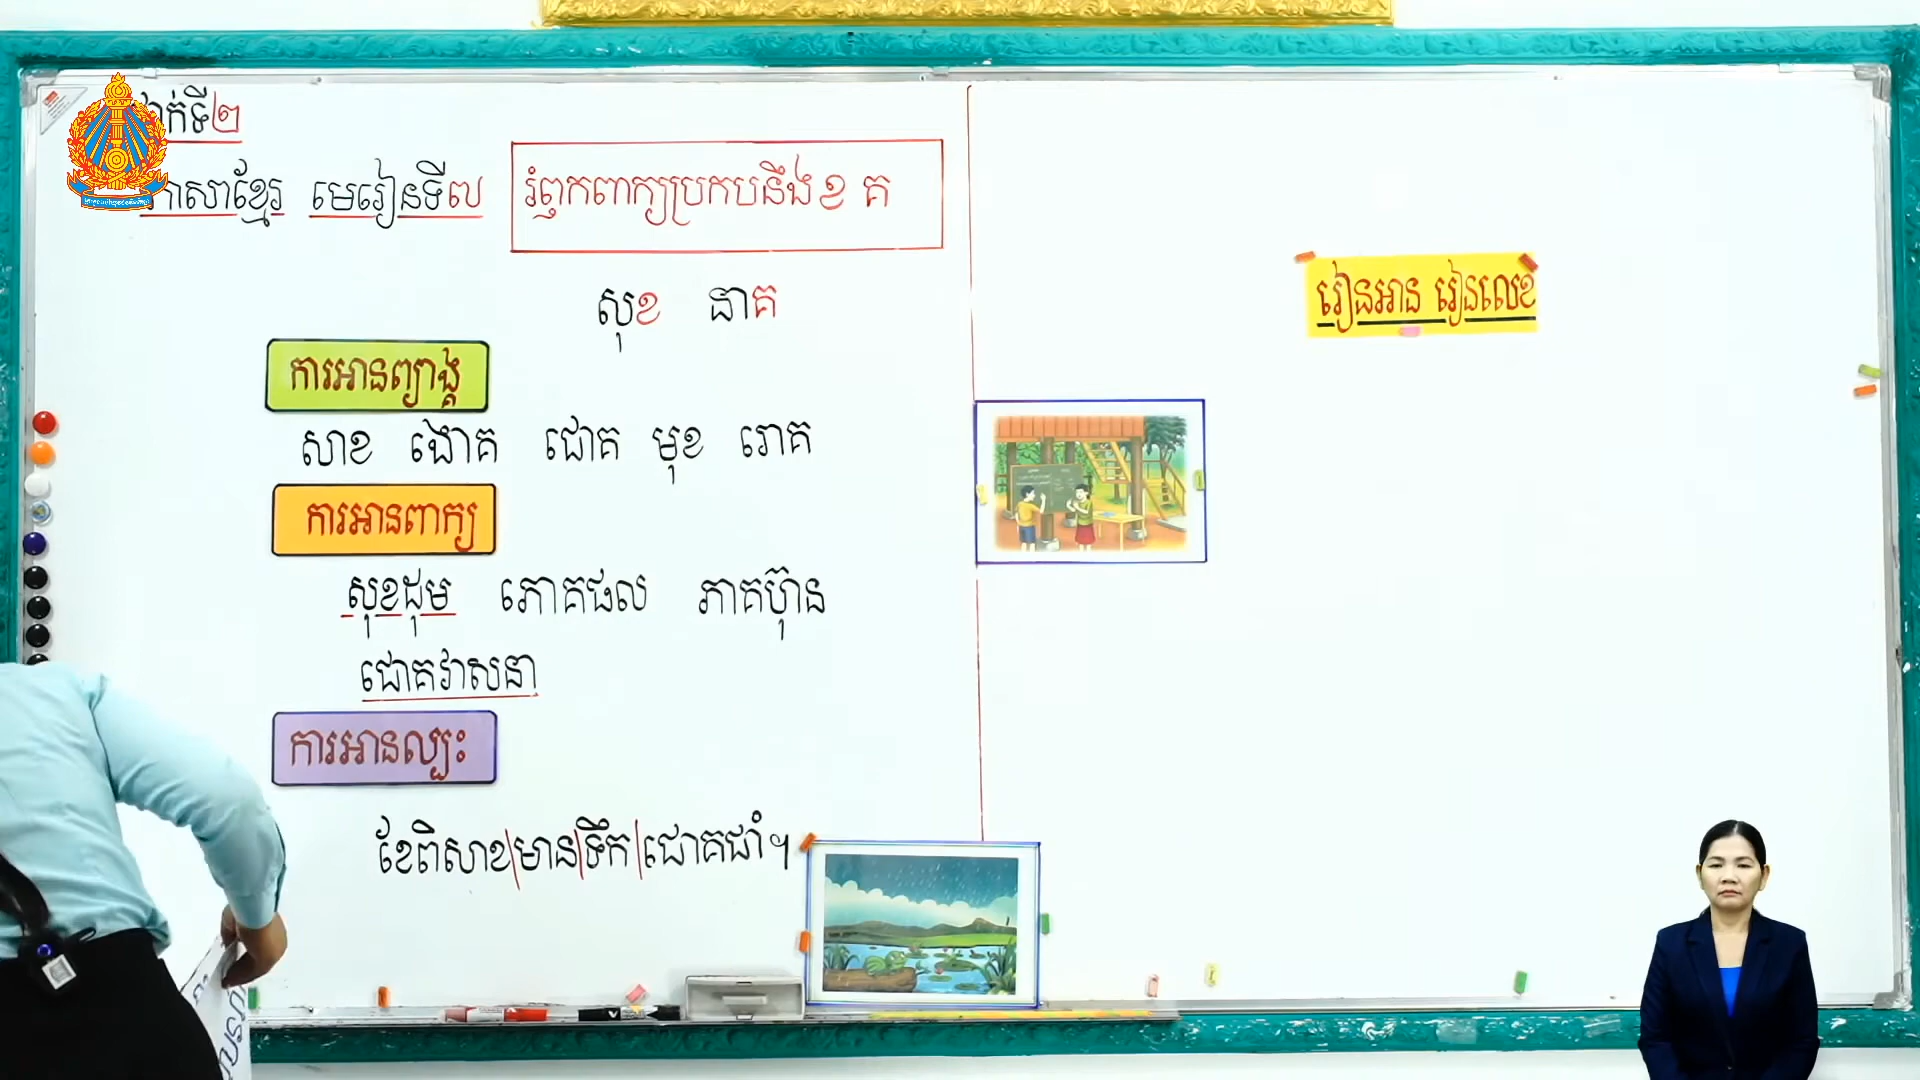 ថ្នាក់ទី២
ភាសាខ្មែរ មេរៀនទី៧ រំឭកពាក្យប្រកបនឹង ខ គ
សុខ នាគ
ការអានព្យាង្គ
សាខ ងោគ ជោគ មុខ រោគ
ការអានពាក្យ
សុខដុម ភោគផល ភាគហ៊ុន
ជោគវាសនា
ការអានល្បះ
ខែពិសាខ|មាន|ទឹក|ជោគជាំ។
រៀនអាន រៀនលេខ